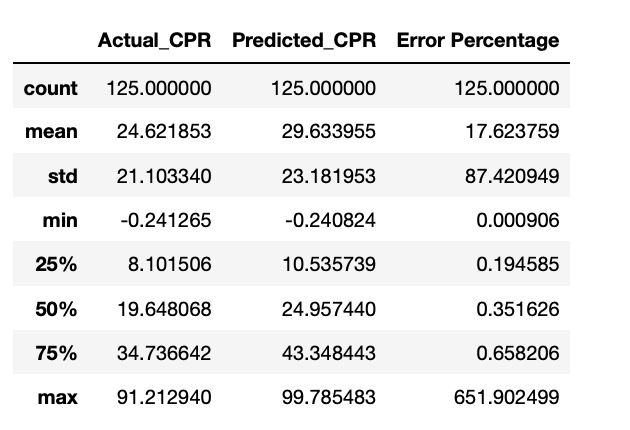 Actual_CPR Predicted_CPR Error Percentage
count 125.000000 125.000000 125.000000
mean 24.621853 29.633955 17.623759
std 21.103340 23.181953 87.420949
min -0.241265 -0.240824 0.000906
25% 8.101506 10.535739 0.194585
50% 19.648068 24.957440 0.351626
75% 34.736642 43.348443 0.658206
max 91.212940 99.785483 651.902499